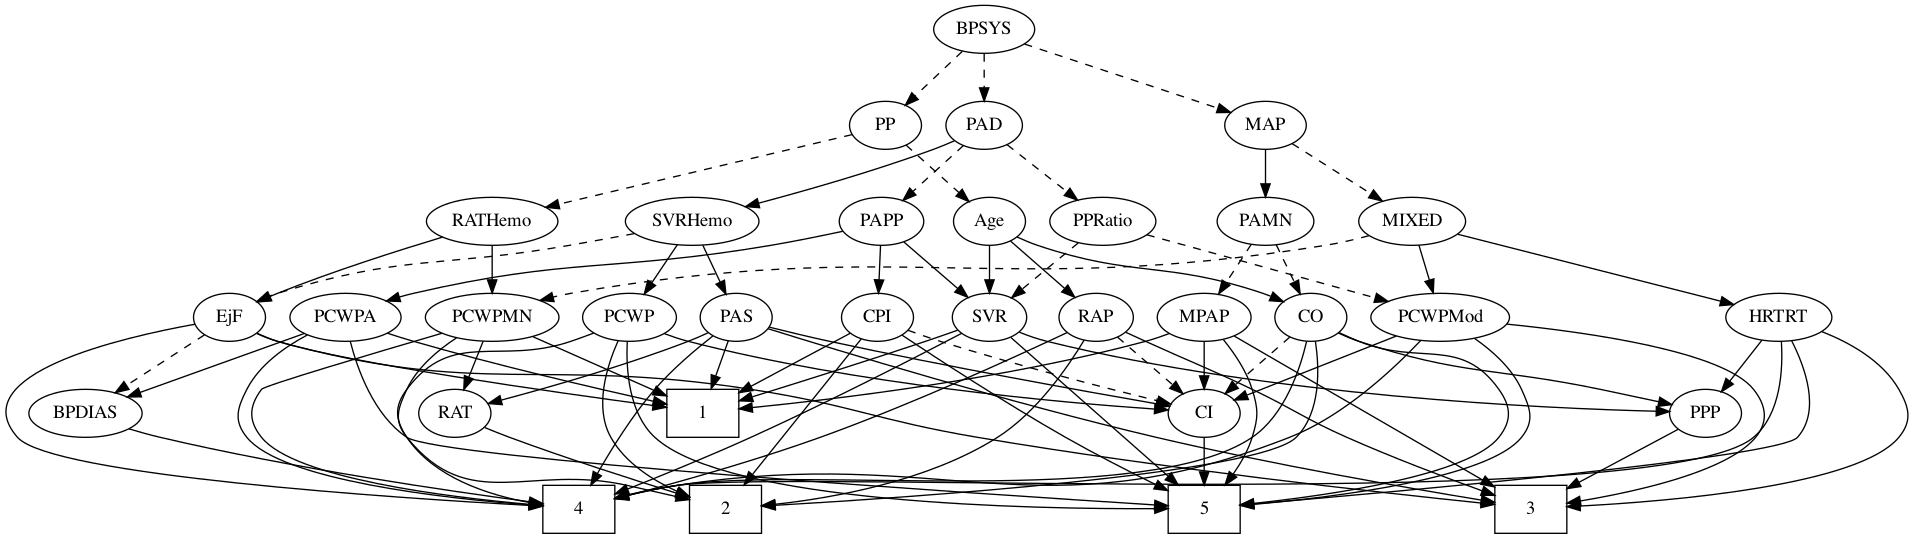 BPSYS
PP
PAD
MAP
RATHemo
SVRHemo
PAPP
Age
PPRatio
PAMN
MIXED
EjF
PCWPA
PCWPMN
PCWP
PAS
CPI
SVR
RAP
MPAP
CO
PCWPMod
HRTRT
BPDIAS
RAT
1
CI
PPP
4
2
5
3